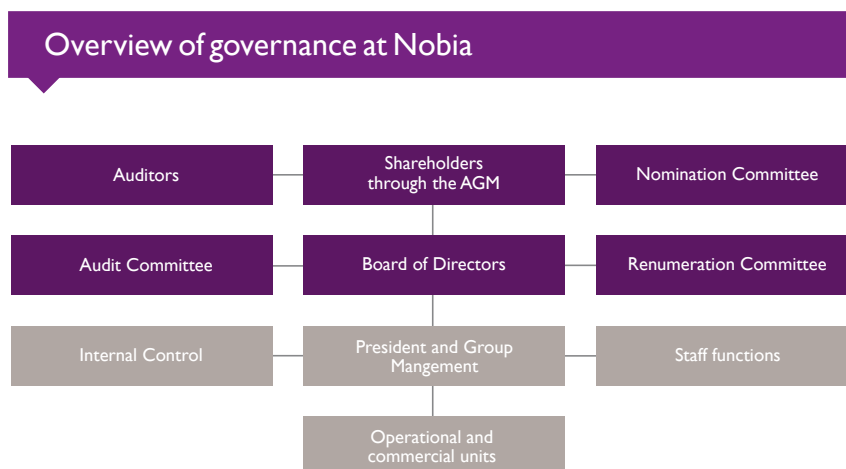 Overview of governance at Nobia
Auditors
Shareholders
through the AGM
Nomination Committee
Audit Committee
Board of Directors
Renumeration Committee
Internal Control
President and Group
Mangement
Staff functions
Operational and
commercial units